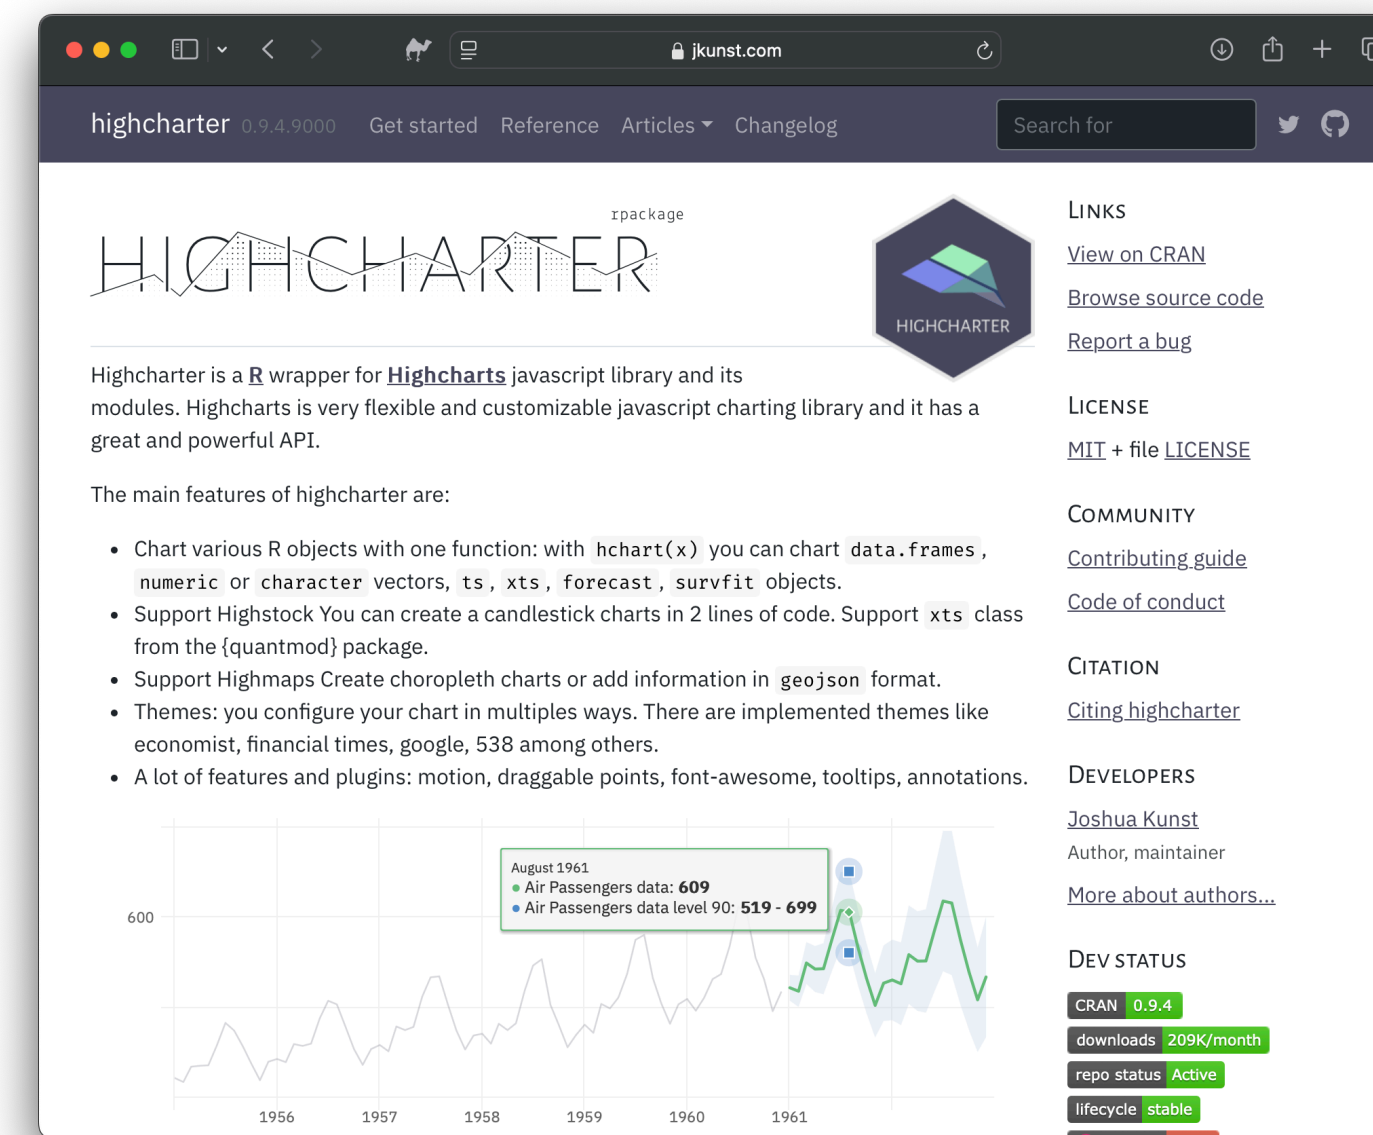 jkunst.com
highcharter 0.9.4.9000 Get started Reference Articles Changelog Search for
rpackage
HIGHCHARTER
HIGHCHARTER
Highcharter is a R wrapper for Highcharts javascript library and its
modules. Highcharts is very flexible and customizable javascript charting library and it has a
great and powerful API.
The main features of highcharter are:
• Chart various R objects with one function: with hchart(x) you can chart data.frames,
numeric or character vectors, ts, xts, forecast, survfit objects.
• Support Highstock You can create a candlestick charts in 2 lines of code. Support xts class
from the {quantmod} package.
• Support Highmaps Create choropleth charts or add information in geojson format.
• Themes: you configure your chart in multiples ways. There are implemented themes like
economist, financial times, google, 538 among others.
• A lot of features and plugins: motion, draggable points, font-awesome, tooltips, annotations.
August 1961
Air Passengers data: 609
Air Passengers data level 90: 519 - 699
600
1956 1957 1958 1959 1960 1961
LINKS
View on CRAN
Browse source code
Report a bug
LICENSE
MIT + file LICENSE
COMMUNITY
Contributing guide
Code of conduct
CITATION
Citing highcharter
DEVELOPERS
Joshua Kunst
Author, maintainer
More about authors...
DEV STATUS
CRAN 0.9.4
downloads 209K/month
repo status Active
lifecycle stable